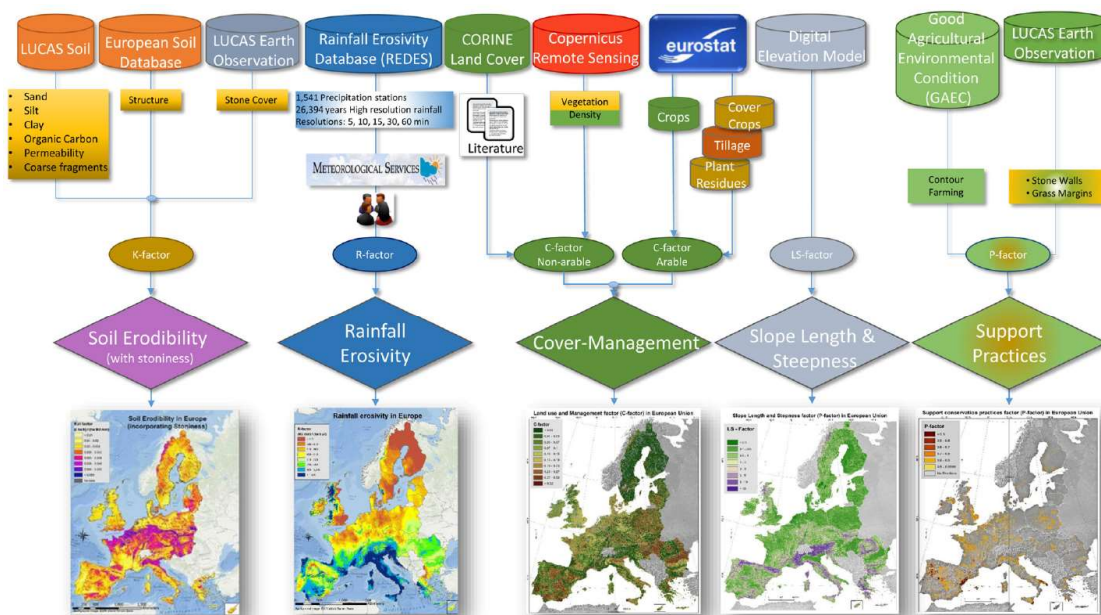 LUCAS Soil
European Soil
Database
LUCAS Earth
Observation
Rainfall Erosivity
Database (REDES)
CORINE
Land Cover
Copernicus
Remote Sensing
eurostat
Digital
Elevation Model
Good
Agricultural
Environmental
Condition
(GAEC)
LUCAS Earth
Observation
• Sand
• Silt
• Clay
• Organic Carbon
• Permeability
• Coarse fragments
Structure
Stone Cover
1,541 Precipitation stations
26,394 years High resolution rainfall
Resolutions: 5, 10, 15, 30, 60 min
METEOROLOGICAL SERVICES
Literature
Vegetation
Density
Crops
Cover
Crops
Tillage
Plant
Residues
Contour
Farming
• Stone Walls
• Grass Margins
K-factor
R-factor
C-factor
Non-arable
C-factor
Arable
LS-factor
P-factor
Soil Erodibility
(with stoniness)
Rainfall
Erosivity
Cover-Management
Slope Length &
Steepness
Support
Practices
Soil Erodibility in Europe
(incorporating Stoniness)
Rainfall erosivity in Europe
Land use and Management factor (C-factor) in European Union
C-factor
Slope Length and Steepness factor (P-factor) in European Union
LS - Factor
Support conservation practices factor (P-factor) in European Union
P-factor